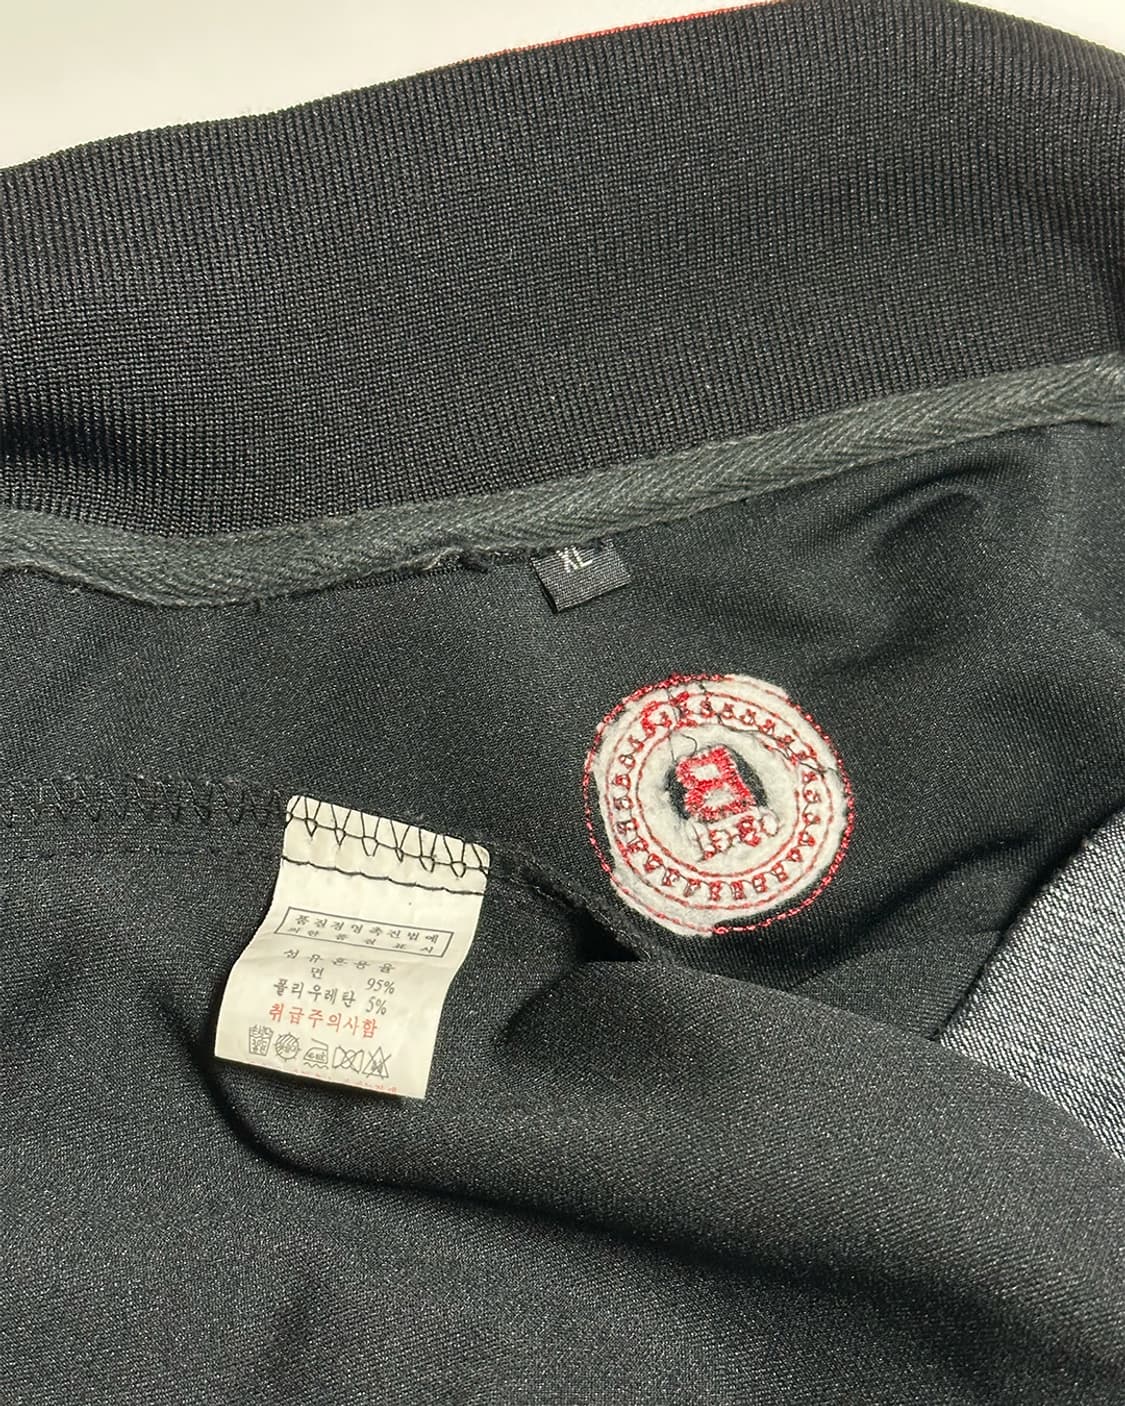 XL
품질경영촉진법에
의한품질표시
섬유혼용율
면 95%
폴리우레탄 5%
취급주의사항